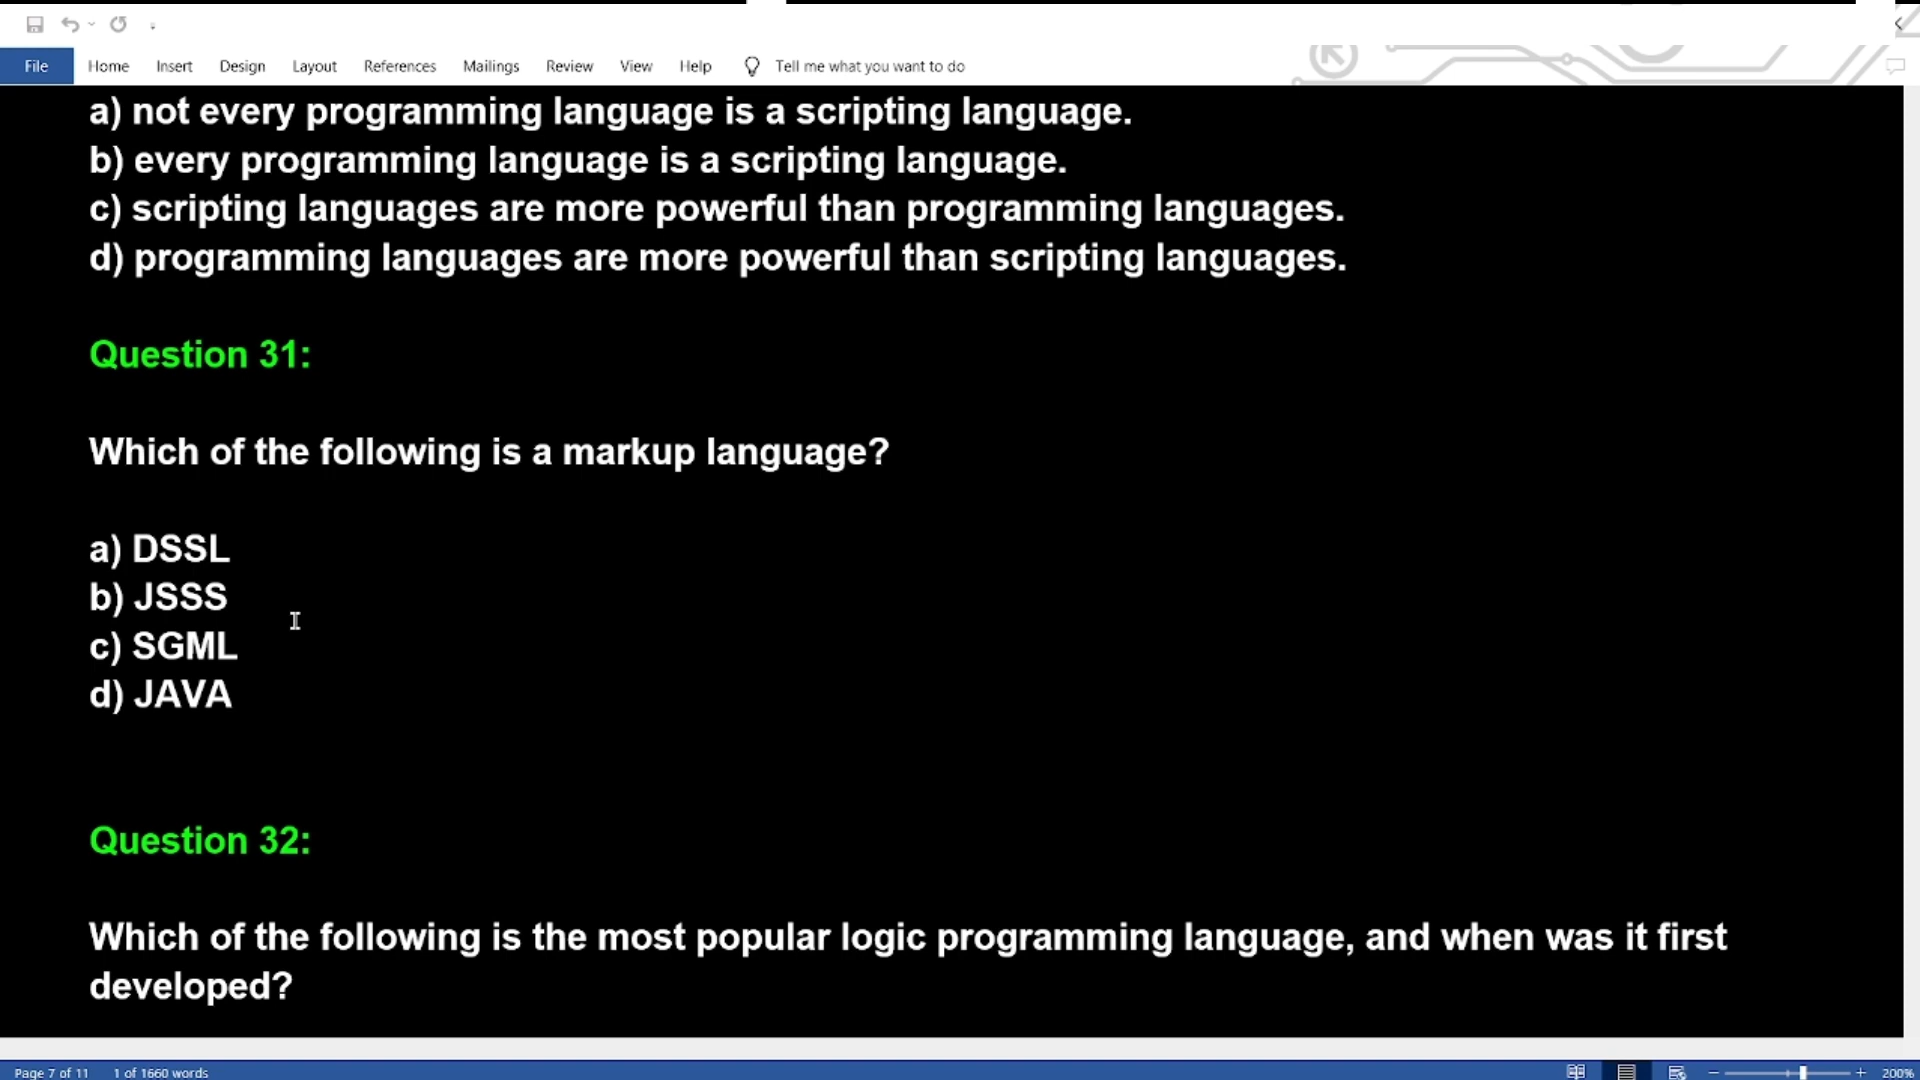 File Home Insert Design Layout References Mailings Review View Help Tell me what you want to do
a) not every programming language is a scripting language.
b) every programming language is a scripting language.
c) scripting languages are more powerful than programming languages.
d) programming languages are more powerful than scripting languages.
Question 31:
Which of the following is a markup language?
a) DSSL
b) JSSS
c) SGML
d) JAVA
Question 32:
Which of the following is the most popular logic programming language, and when was it first
developed?
Page 7 of 11 1 of 1660 words 200%